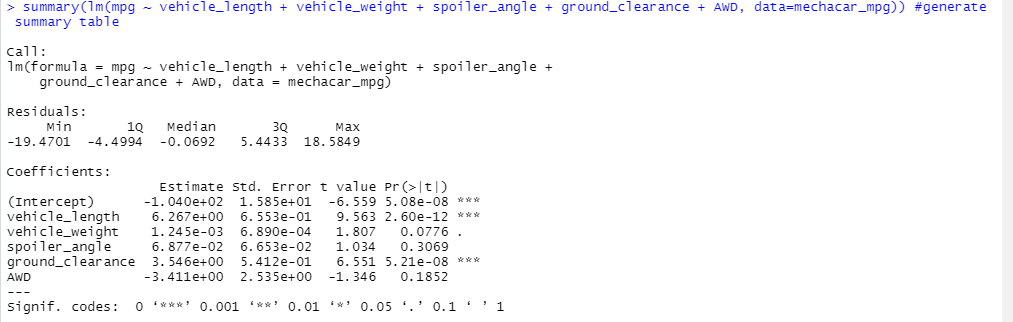 > summary(lm(mpg ~ vehicle_length + vehicle_weight + spoiler_angle + ground_clearance + AWD, data=mechacar_mpg)) #generate
 summary table

Call:
lm(formula = mpg ~ vehicle_length + vehicle_weight + spoiler_angle +
    ground_clearance + AWD, data = mechacar_mpg)

Residuals:
     Min       1Q   Median       3Q      Max
-19.4701  -4.4994  -0.0692   5.4433  18.5849

Coefficients:
                   Estimate Std. Error t value Pr(>|t|)
(Intercept)      -1.040e+02  1.585e+01  -6.559 5.08e-08 ***
vehicle_length    6.267e+00  6.553e-01   9.563 2.60e-12 ***
vehicle_weight    1.245e-03  6.890e-04   1.807   0.0776 .
spoiler_angle     6.877e-02  6.653e-02   1.034   0.3069
ground_clearance  3.546e+00  5.412e-01   6.551 5.21e-08 ***
AWD              -3.411e+00  2.535e+00  -1.346   0.1852
---
Signif. codes:  0 ‘***’ 0.001 ‘**’ 0.01 ‘*’ 0.05 ‘.’ 0.1 ‘ ’ 1